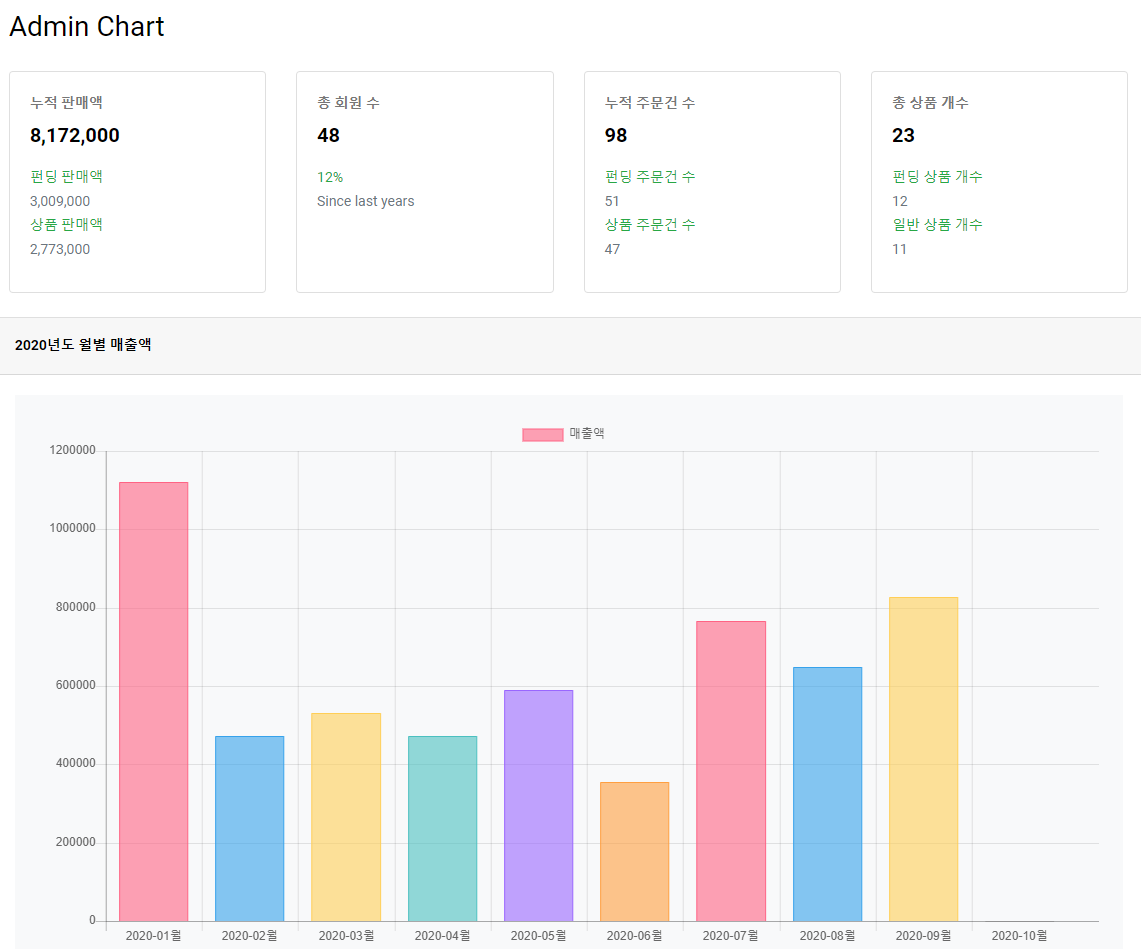 Admin Chart
누적 판매액
8,172,000
펀딩 판매액
3,009,000
상품 판매액
2,773,000
총 회원 수
48
12%
Since last years
누적 주문건 수
98
펀딩 주문건 수
51
상품 주문건 수
47
총 상품 개수
23
펀딩 상품 개수
12
일반 상품 개수
11
2020년도 월별 매출액
매출액
1200000
1000000
800000
600000
400000
200000
0
2020-01월 2020-02월 2020-03월 2020-04월 2020-05월 2020-06월 2020-07월 2020-08월 2020-09월 2020-10월